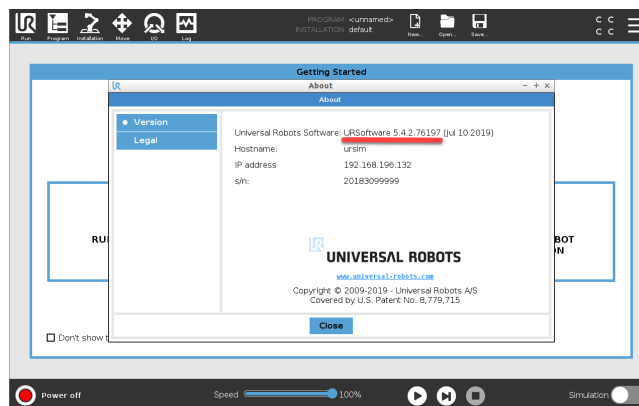 PROGRAM <unnamed>
INSTALLATION default
C C
C C
Run Program Installation Move I/O Log New... Open... Save...
Getting Started
UR About - + x
About
Version
Legal
Universal Robots Software: URSoftware 5.4.2.76197 (Jul 10 2019)
Hostname: ursim
IP address 192.168.196.132
s/n: 20183099999
RU
BOT
N
UR
UNIVERSAL ROBOTS
www.universal-robots.com
Copyright © 2009-2019 - Universal Robots A/S
Covered by U.S. Patent No. 8,779,715
Don't show t
Close
Power off Speed 100% Simulation